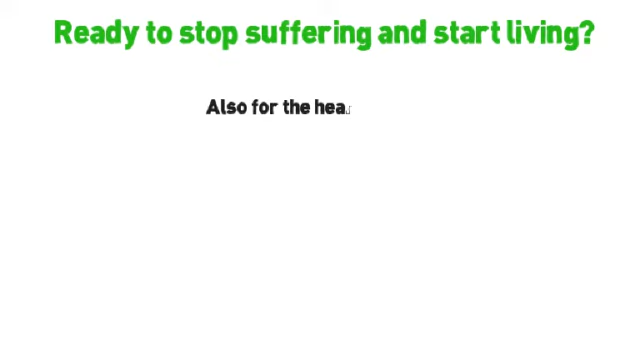 Ready to stop suffering and start living?
Also for the hea